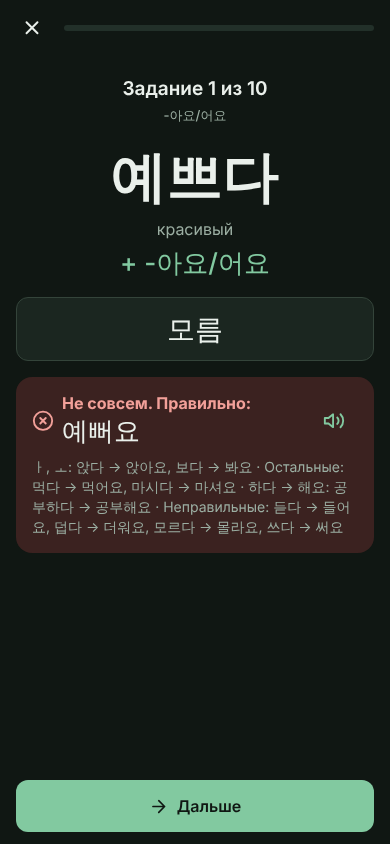 Задание 1 из 10
-아요/어요
예쁘다
красивый
+ -아요/어요
모름
Не совсем. Правильно:
예뻐요
ㅏ, ㅗ: 앉다 → 앉아요, 보다 → 봐요 · Остальные:
먹다 → 먹어요, 마시다 → 마셔요 · 하다 → 해요: 공
부하다 → 공부해요 · Неправильные: 듣다 → 들어
요, 덥다 → 더워요, 모르다 → 몰라요, 쓰다 → 써요
→ Дальше